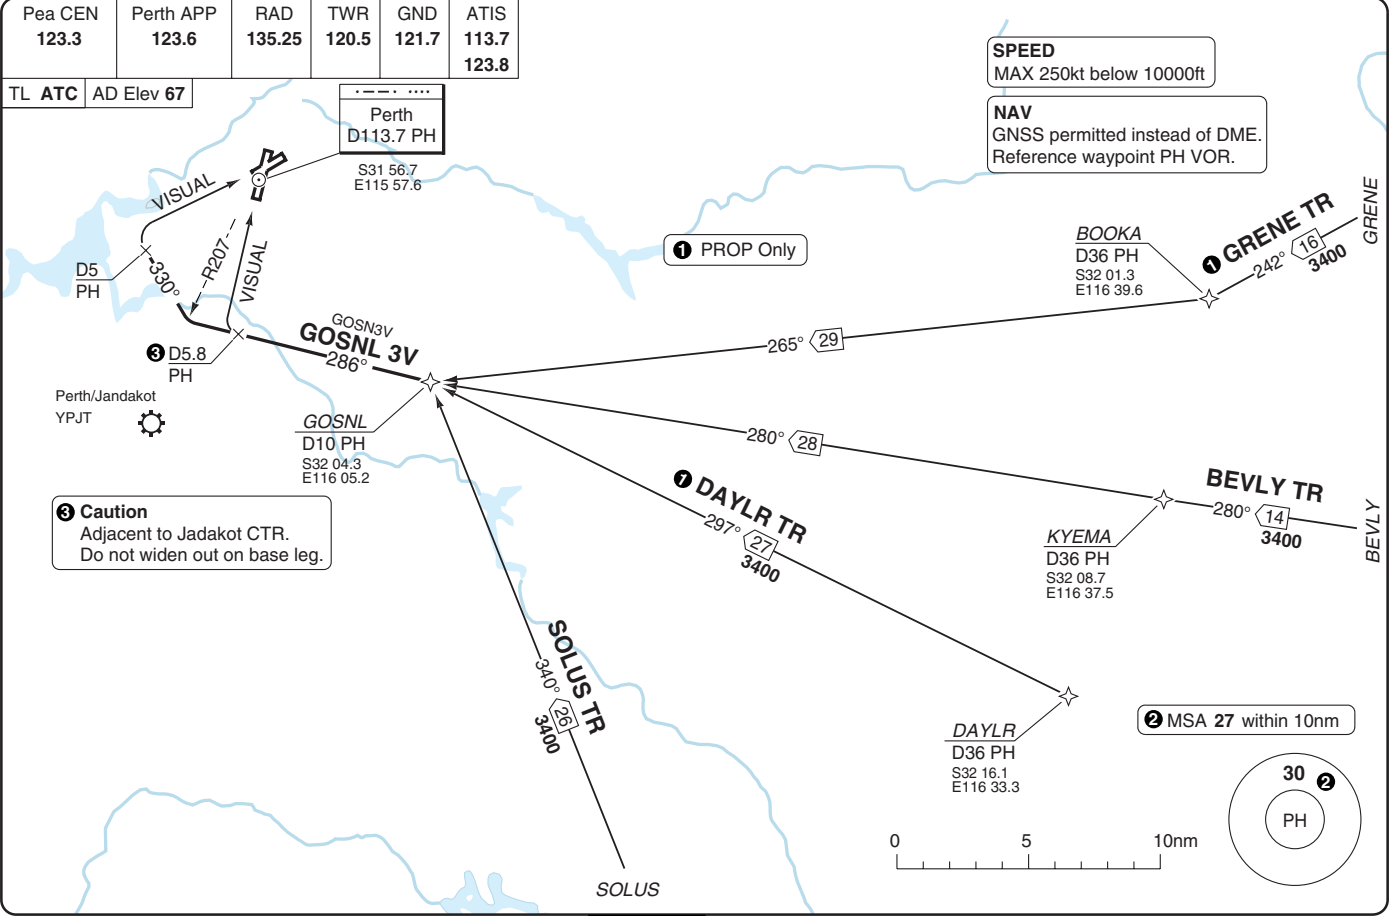 Pea CEN
123.3
Perth APP
123.6
RAD
135.25
TWR
120.5
GND
121.7
ATIS
113.7
123.8
TL ATC
AD Elev 67
Perth
D113.7 PH
S31 56.7
E115 57.6
SPEED
MAX 250kt below 10000ft
NAV
GNSS permitted instead of DME.
Reference waypoint PH VOR.
VISUAL
R207
VISUAL
D5
PH
330°
1 PROP Only
BOOKA
D36 PH
S32 01.3
E116 39.6
1 GRENE TR
242° 16
3400
GRENE
265° 29
GOSN3V
GOSNL 3V
286°
3 D5.8
PH
Perth/Jandakot
YPJT
GOSNL
D10 PH
S32 04.3
E116 05.2
280° 28
1 DAYLR TR
297° 27
3400
BEVLY TR
280° 14
3400
BEVLY
KYEMA
D36 PH
S32 08.7
E116 37.5
3 Caution
Adjacent to Jadakot CTR.
Do not widen out on base leg.
SOLUS TR
340° 26
3400
DAYLR
D36 PH
S32 16.1
E116 33.3
2 MSA 27 within 10nm
30 2
PH
0 5 10nm
SOLUS